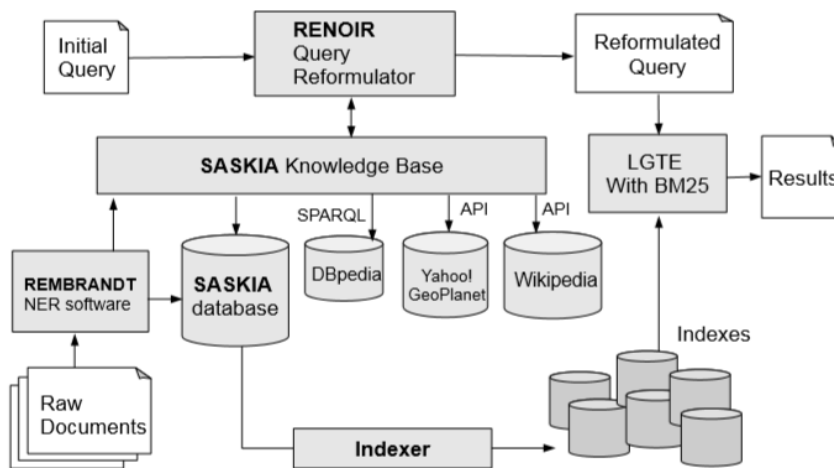 Initial
Query
RENOIR
Query
Reformulator
Reformulated
Query
SASKIA Knowledge Base
LGTE
With BM25
Results
SPARQL
API
API
REMBRANDT
NER software
SASKIA
database
DBpedia
Yahoo!
GeoPlanet
Wikipedia
Indexes
Raw
Documents
Indexer